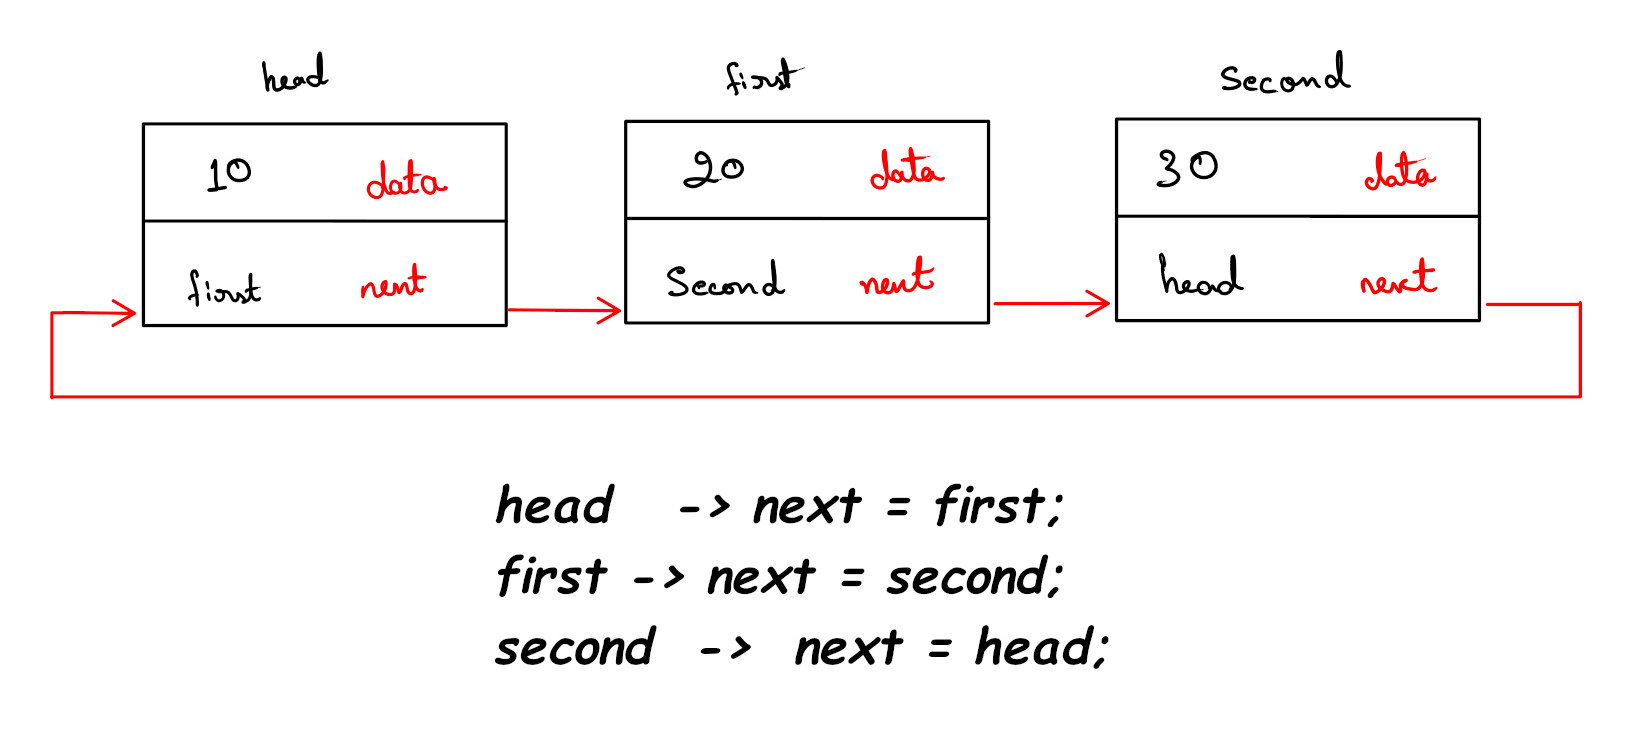 head first Second
10 data 20 data 30 data
first next Second next head next
head -> next = first;
first -> next = second;
second -> next = head;